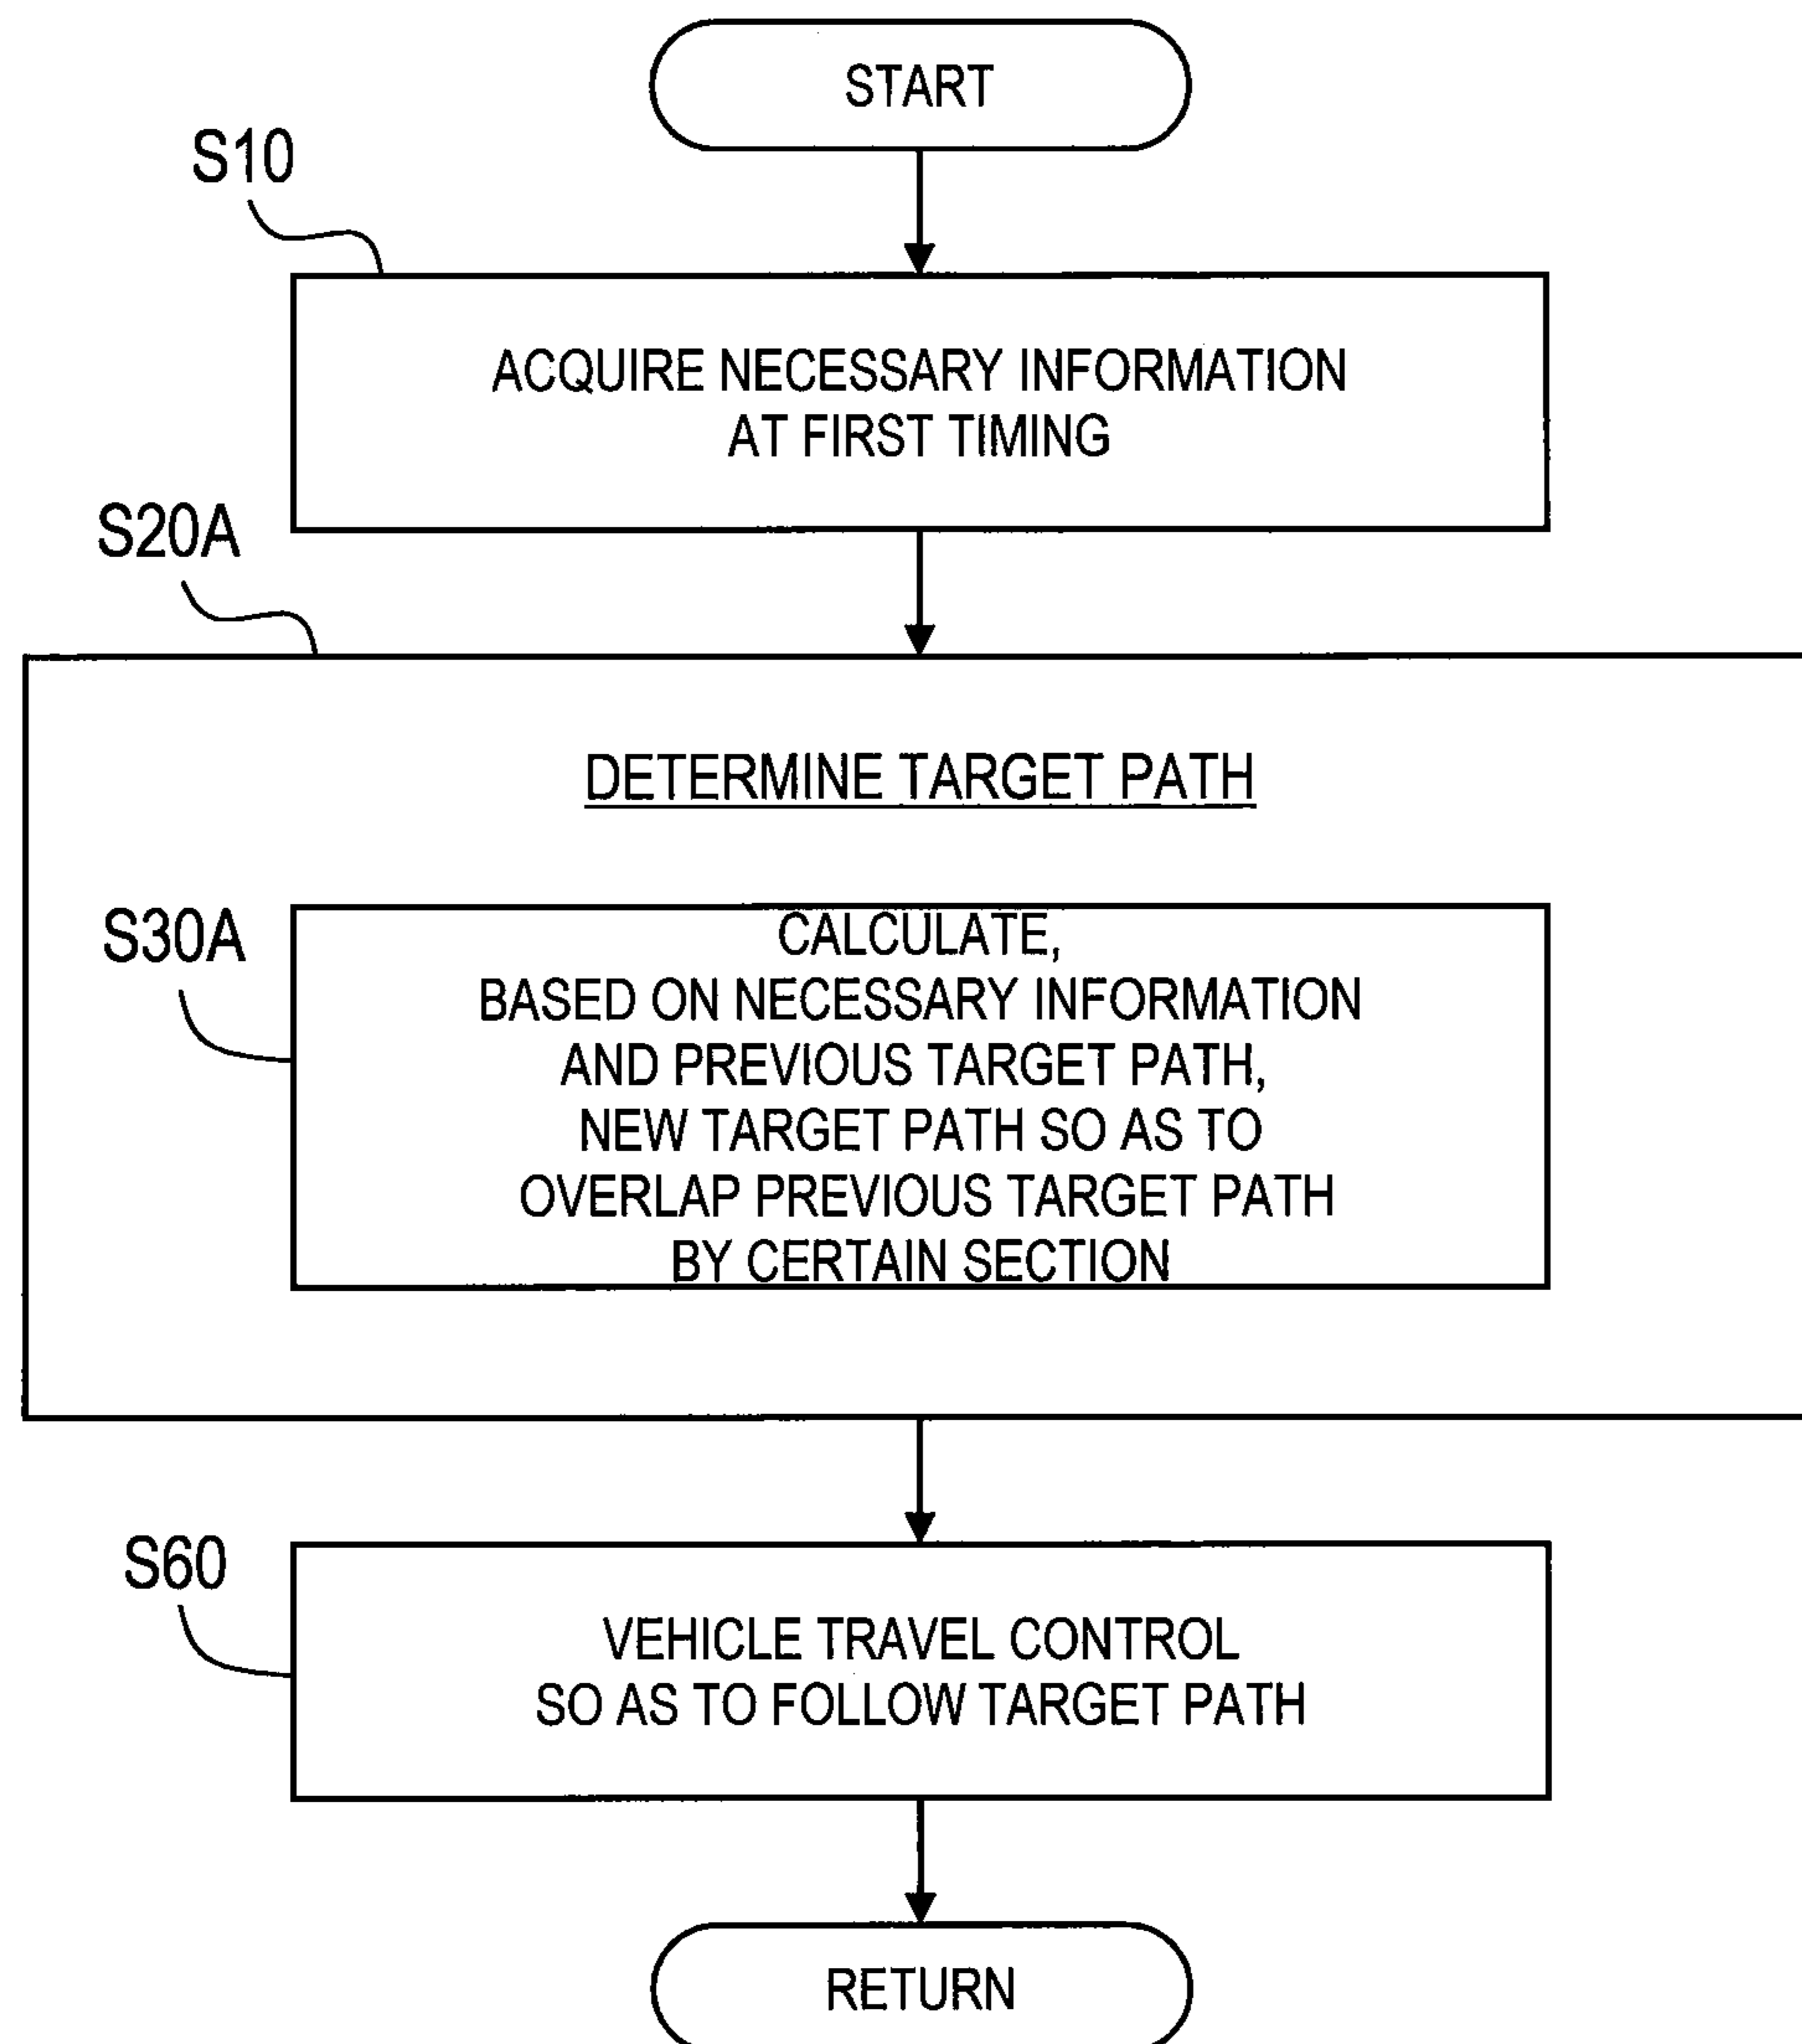 START
S10
ACQUIRE NECESSARY INFORMATION
AT FIRST TIMING
S20A
DETERMINE TARGET PATH
S30A
CALCULATE,
BASED ON NECESSARY INFORMATION
AND PREVIOUS TARGET PATH,
NEW TARGET PATH SO AS TO
OVERLAP PREVIOUS TARGET PATH
BY CERTAIN SECTION
S60
VEHICLE TRAVEL CONTROL
SO AS TO FOLLOW TARGET PATH
RETURN